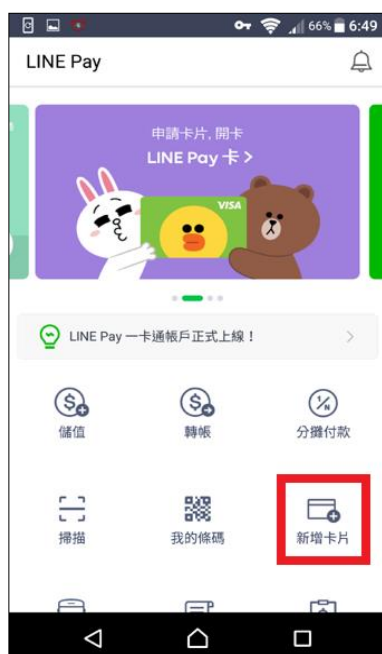 66% 6:49
LINE Pay
申請卡片, 開卡
LINE Pay 卡 >
VISA
LINE Pay 一卡通帳戶正式上線！
儲值
轉帳
分攤付款
掃描
我的條碼
新增卡片